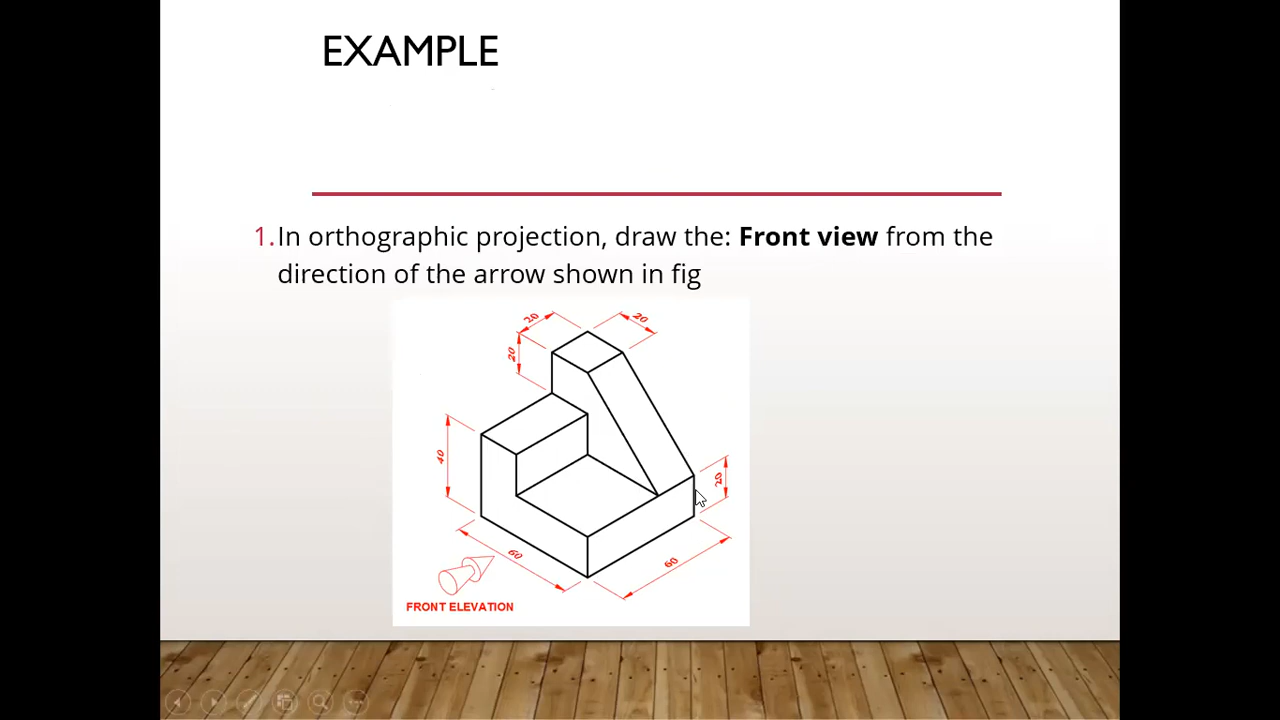 EXAMPLE
1. In orthographic projection, draw the: Front view from the
direction of the arrow shown in fig
20
20
20
40
20
60
60
FRONT ELEVATION